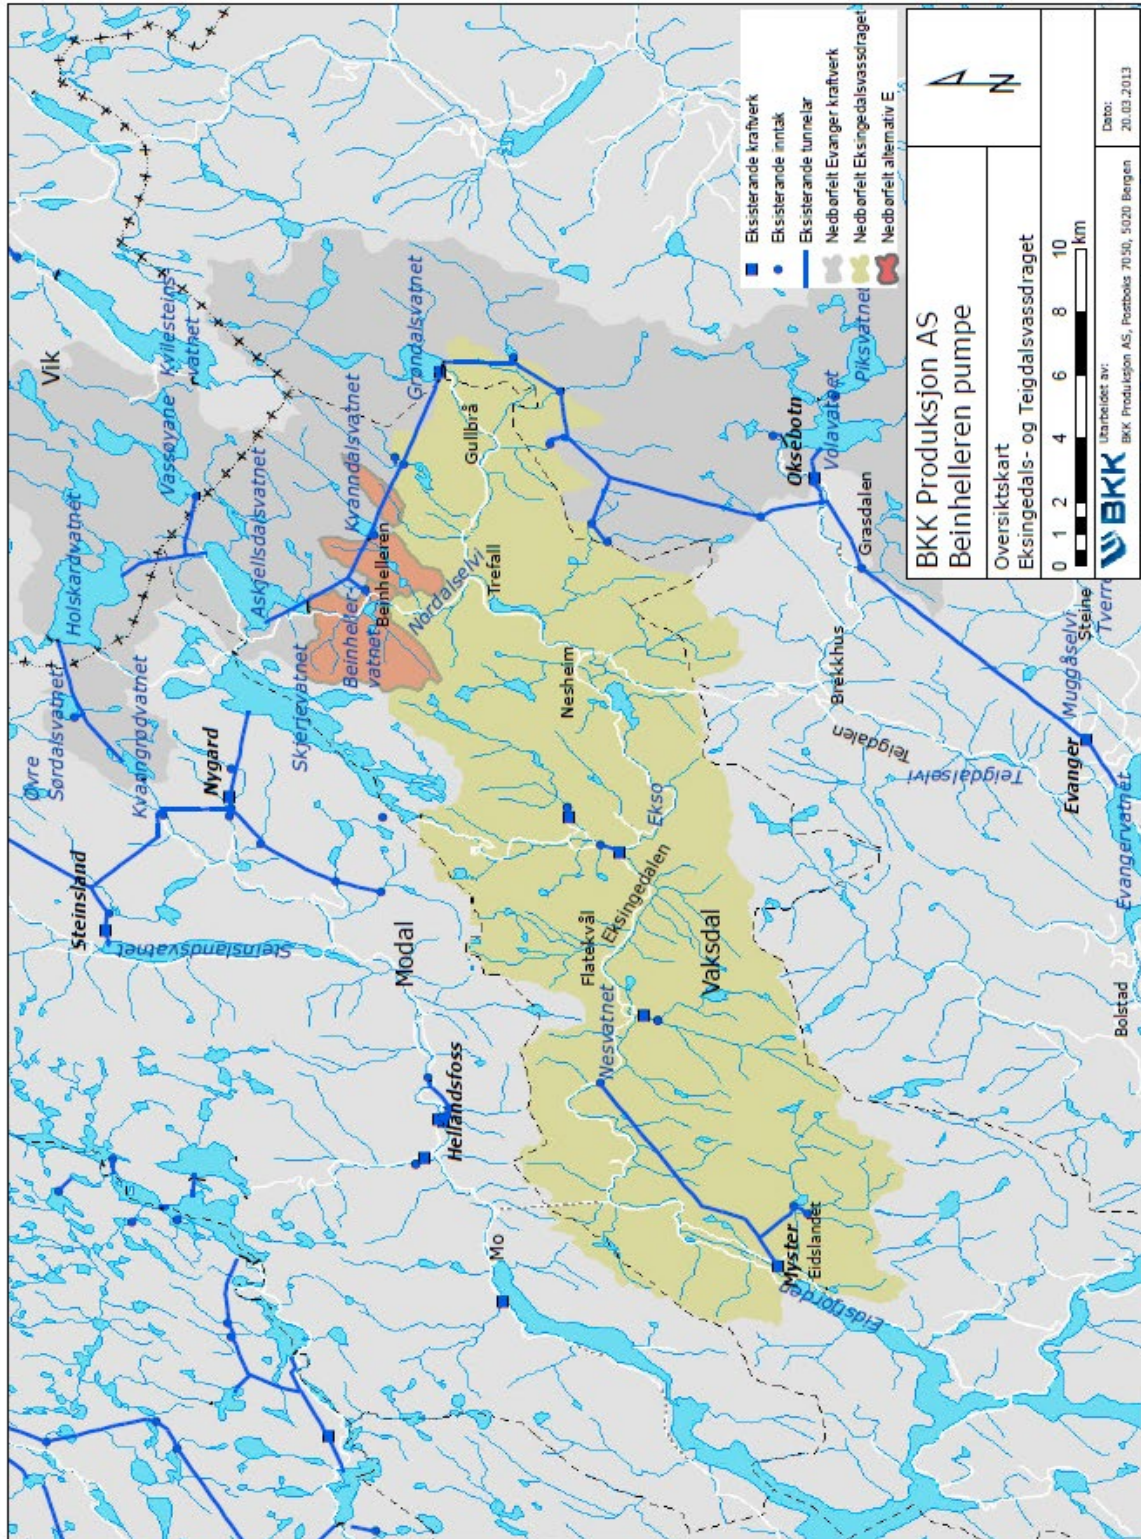 Vik
Holskardvatnet
Vassøyane
Kvilesteins
vatnet
Øvre
Sørdalsvatnet
Kvanngrødvatnet
Askjellsdalsvatnet
Steinsland
Nygard
Skjerjevatnet
Steinslandsvatnet
Beinheller-
vatnet
Beinhelleren
Kvanndalsvatnet
Grøndalsvatnet
Nordalselvi
Gullbrå
Trefall
Modal
Nesheim
Ekso
Eksingedalen
Flatekvål
Nesvatnet
Vaksdal
Hellandsfoss
Mo
Myster
Eidslandet
Eidsfjorden
Oksebotn
Volavatnet
Piksvatnet
Grasdalen
Brekkhus
Teigdalen
Teigdalselvi
Muggåselvi
Steine
Tverre
Evanger
Evangervatnet
Bolstad
Eksisterande kraftverk
Eksisterande inntak
Eksisterande tunnelar
Nedbørfelt Evanger kraftverk
Nedbørfelt Eksingedalsvassdraget
Nedbørfelt alternativ E
BKK Produksjon AS
Beinhelleren pumpe
N
Oversiktskart
Eksingedals- og Teigdalsvassdraget
0 1 2 4 6 8 10
km
BKK
Utarbeidet av:
BKK Produksjon AS, Postboks 7050, 5020 Bergen
Dato:
20.03.2013